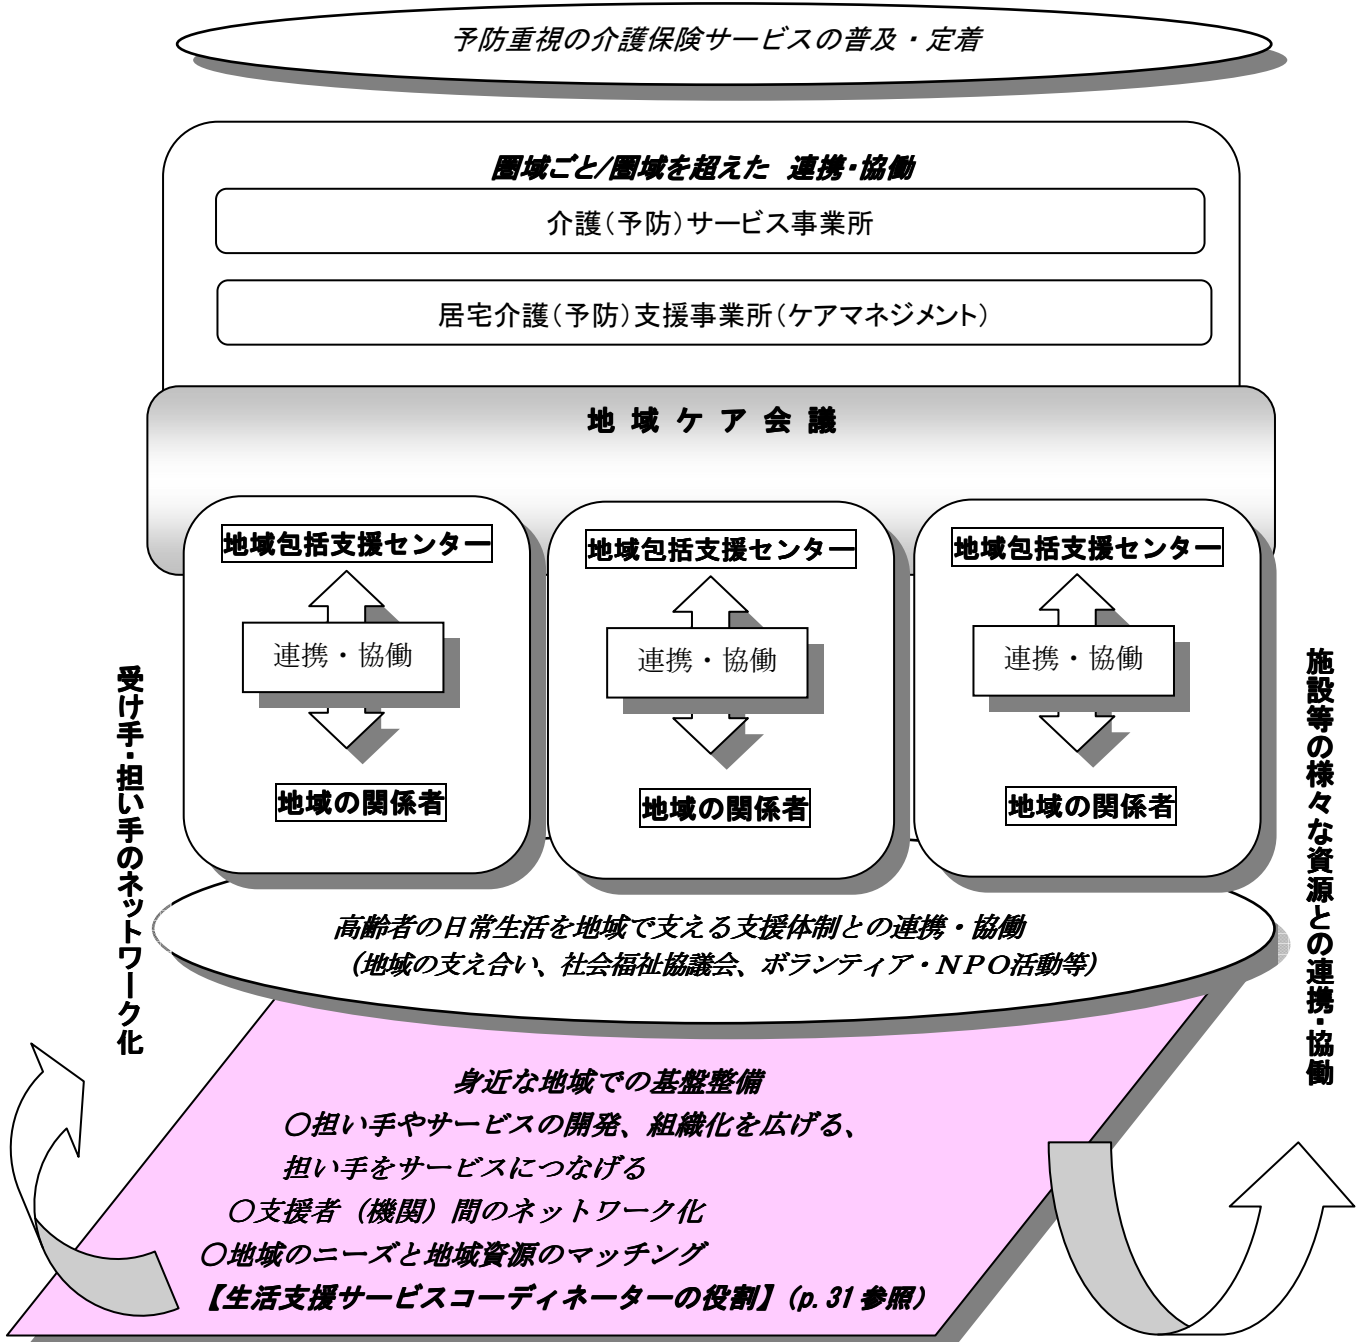 予防重視の介護保険サービスの普及・定着
圏域ごと/圏域を超えた　連携・協働
介護（予防）サービス事業所
居宅介護（予防）支援事業所（ケアマネジメント）
地 域 ケ ア 会 議
地域包括支援センター
連携・協働
地域の関係者
地域包括支援センター
連携・協働
地域の関係者
地域包括支援センター
連携・協働
地域の関係者
受け手・担い手のネットワーク化
施設等の様々な資源との連携・協働
高齢者の日常生活を地域で支える支援体制との連携・協働
（地域の支え合い、社会福祉協議会、ボランティア・ＮＰＯ活動等）
身近な地域での基盤整備
○担い手やサービスの開発、組織化を広げる、
担い手をサービスにつなげる
○支援者（機関）間のネットワーク化
○地域のニーズと地域資源のマッチング
【生活支援サービスコーディネーターの役割】（p.31 参照）